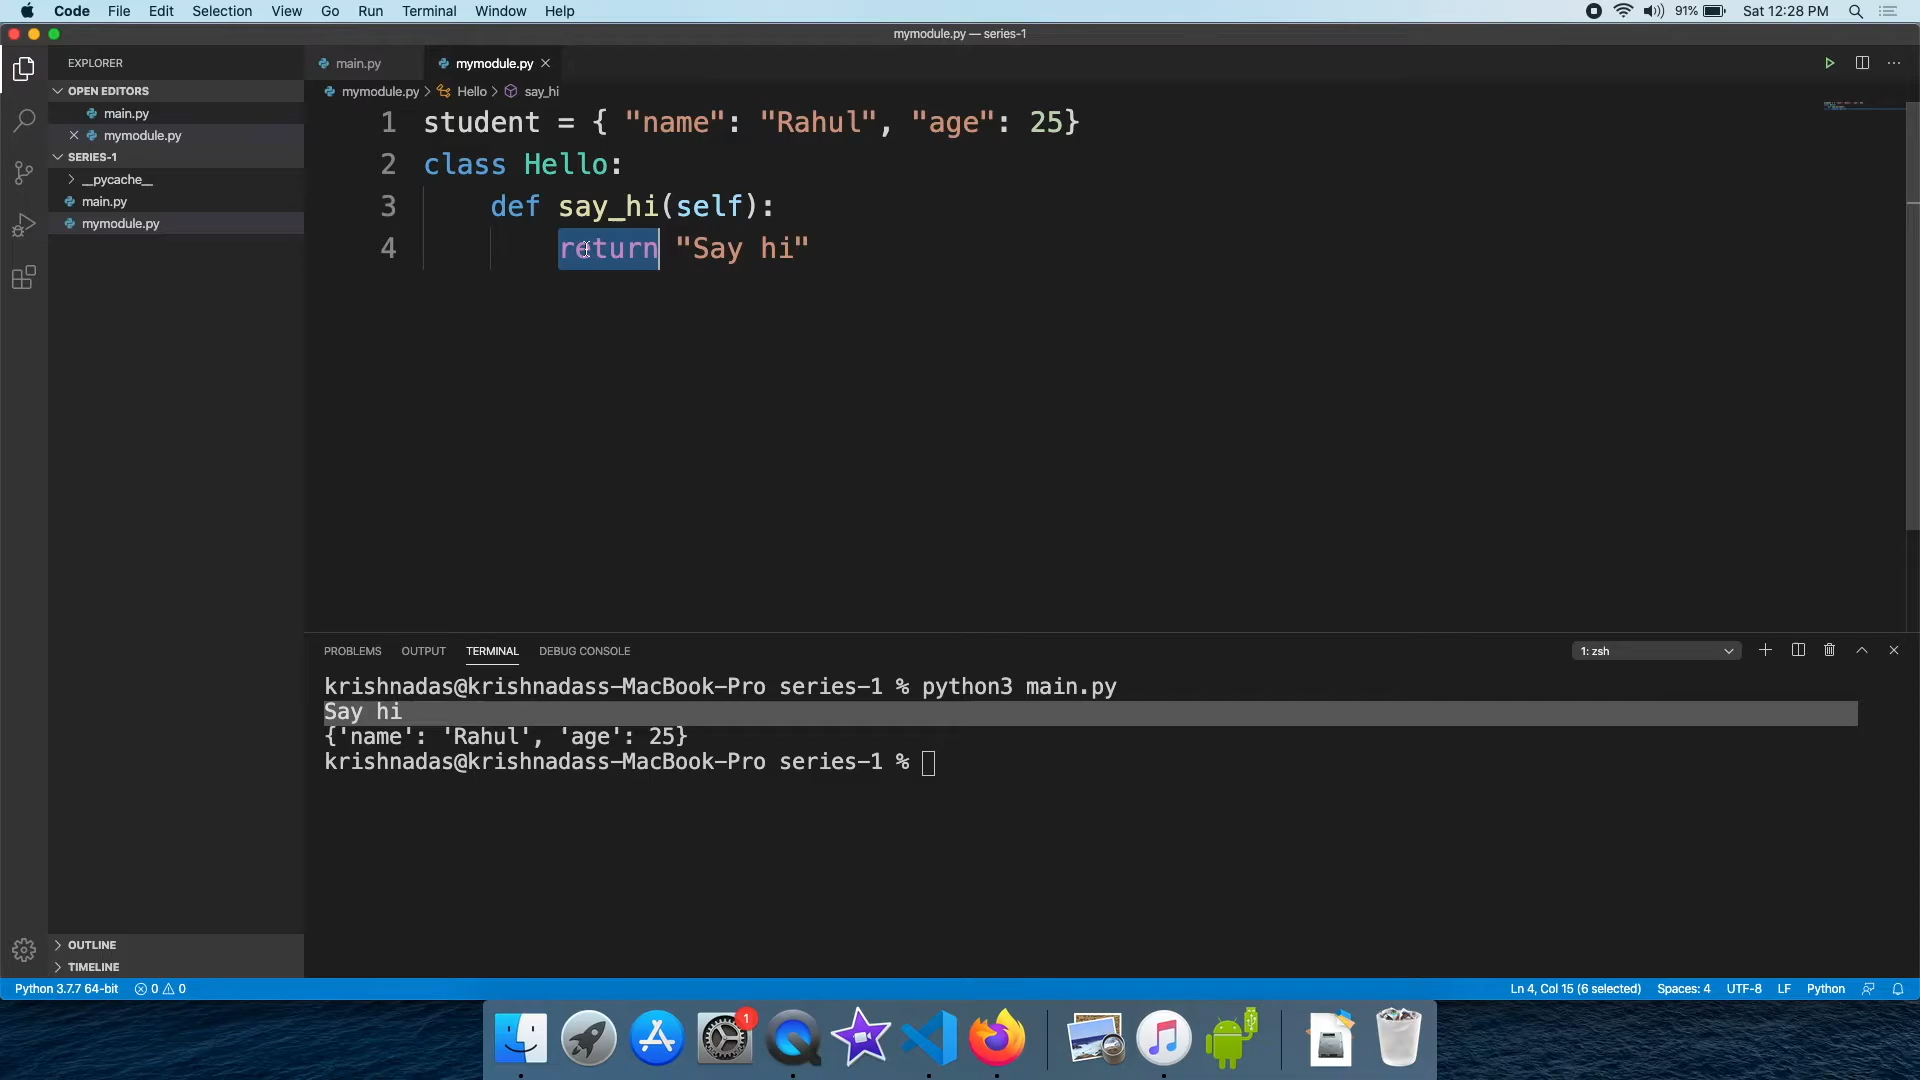 Code File Edit Selection View Go Run Terminal Window Help 91% Sat 12:28 PM
mymodule.py — series-1
EXPLORER
OPEN EDITORS
main.py
mymodule.py
SERIES-1
__pycache__
main.py
mymodule.py
OUTLINE
TIMELINE
main.py mymodule.py
mymodule.py > Hello > say_hi
1 student = { "name": "Rahul", "age": 25}
2 class Hello:
3 def say_hi(self):
4 return "Say hi"
PROBLEMS OUTPUT TERMINAL DEBUG CONSOLE 1: zsh
krishnadas@krishnadass-MacBook-Pro series-1 % python3 main.py
Say hi
{'name': 'Rahul', 'age': 25}
krishnadas@krishnadass-MacBook-Pro series-1 %
Python 3.7.7 64-bit 0 0 Ln 4, Col 15 (6 selected) Spaces: 4 UTF-8 LF Python
1